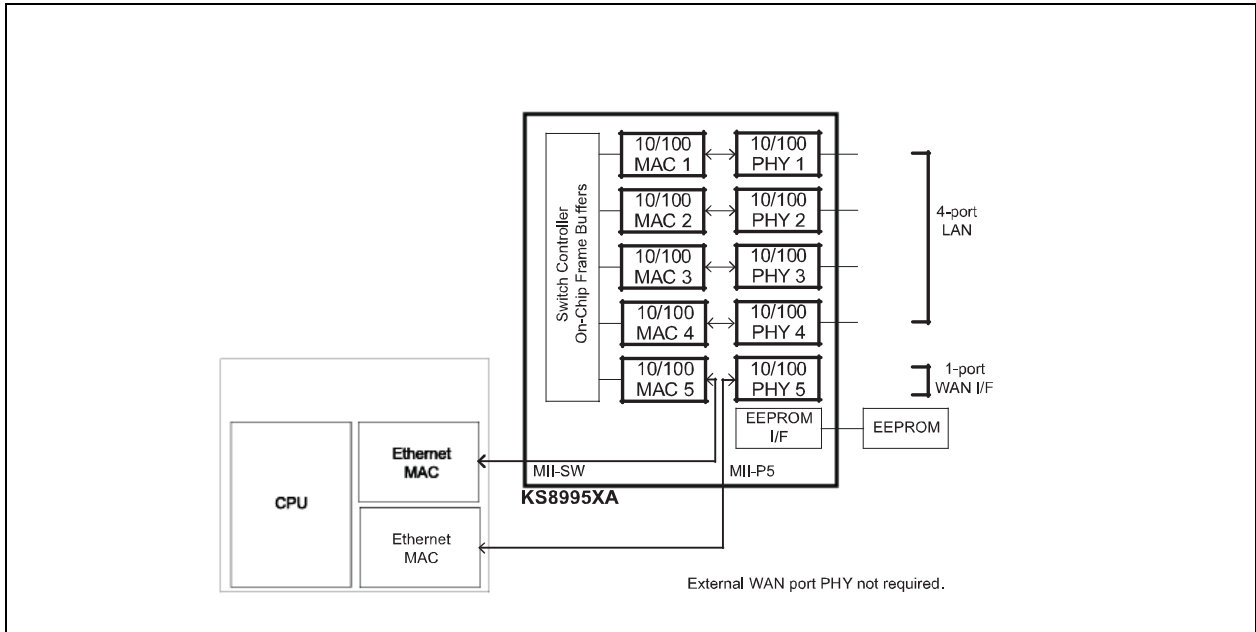 Switch Controller
On-Chip Frame Buffers
10/100
MAC 1
10/100
PHY 1
10/100
MAC 2
10/100
PHY 2
10/100
MAC 3
10/100
PHY 3
10/100
MAC 4
10/100
PHY 4
10/100
MAC 5
10/100
PHY 5
4-port
LAN
1-port
WAN I/F
EEPROM
I/F
EEPROM
MII-SW
MII-P5
KS8995XA
CPU
Ethernet
MAC
Ethernet
MAC
External WAN port PHY not required.